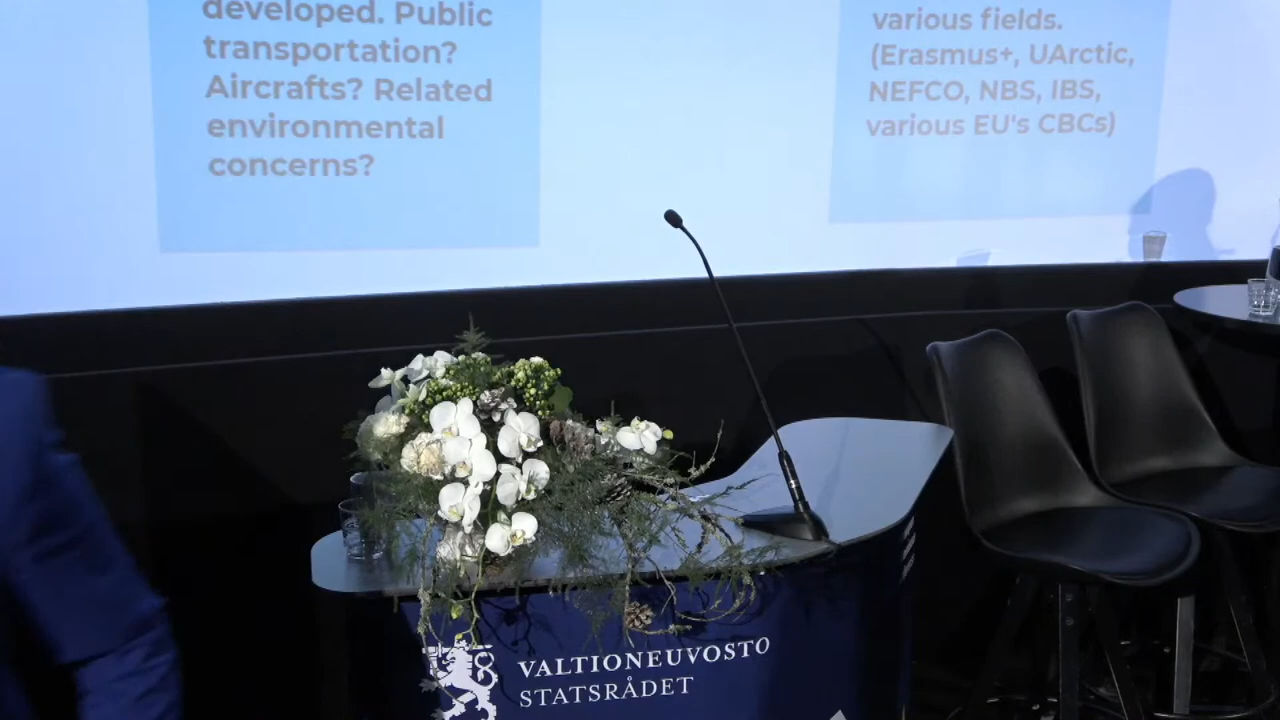 developed. Public
transportation?
Aircrafts? Related
environmental
concerns?
various fields.
(Erasmus+, UArctic,
NEFCO, NBS, IBS,
various EU's CBCs)
VALTIONEUVOSTO
STATSRÅDET